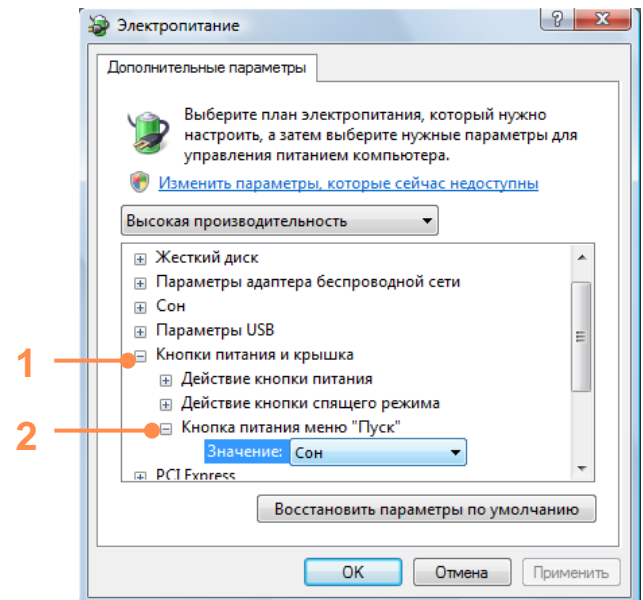 Электропитание
Дополнительные параметры
Выберите план электропитания, который нужно
настроить, а затем выберите нужные параметры для
управления питанием компьютера.
Изменить параметры, которые сейчас недоступны
Высокая производительность
Жесткий диск
Параметры адаптера беспроводной сети
Сон
Параметры USB
1 Кнопки питания и крышка
Действие кнопки питания
Действие кнопки спящего режима
2 Кнопка питания меню "Пуск"
Значение: Сон
PCI Express
Восстановить параметры по умолчанию
OK Отмена Применить